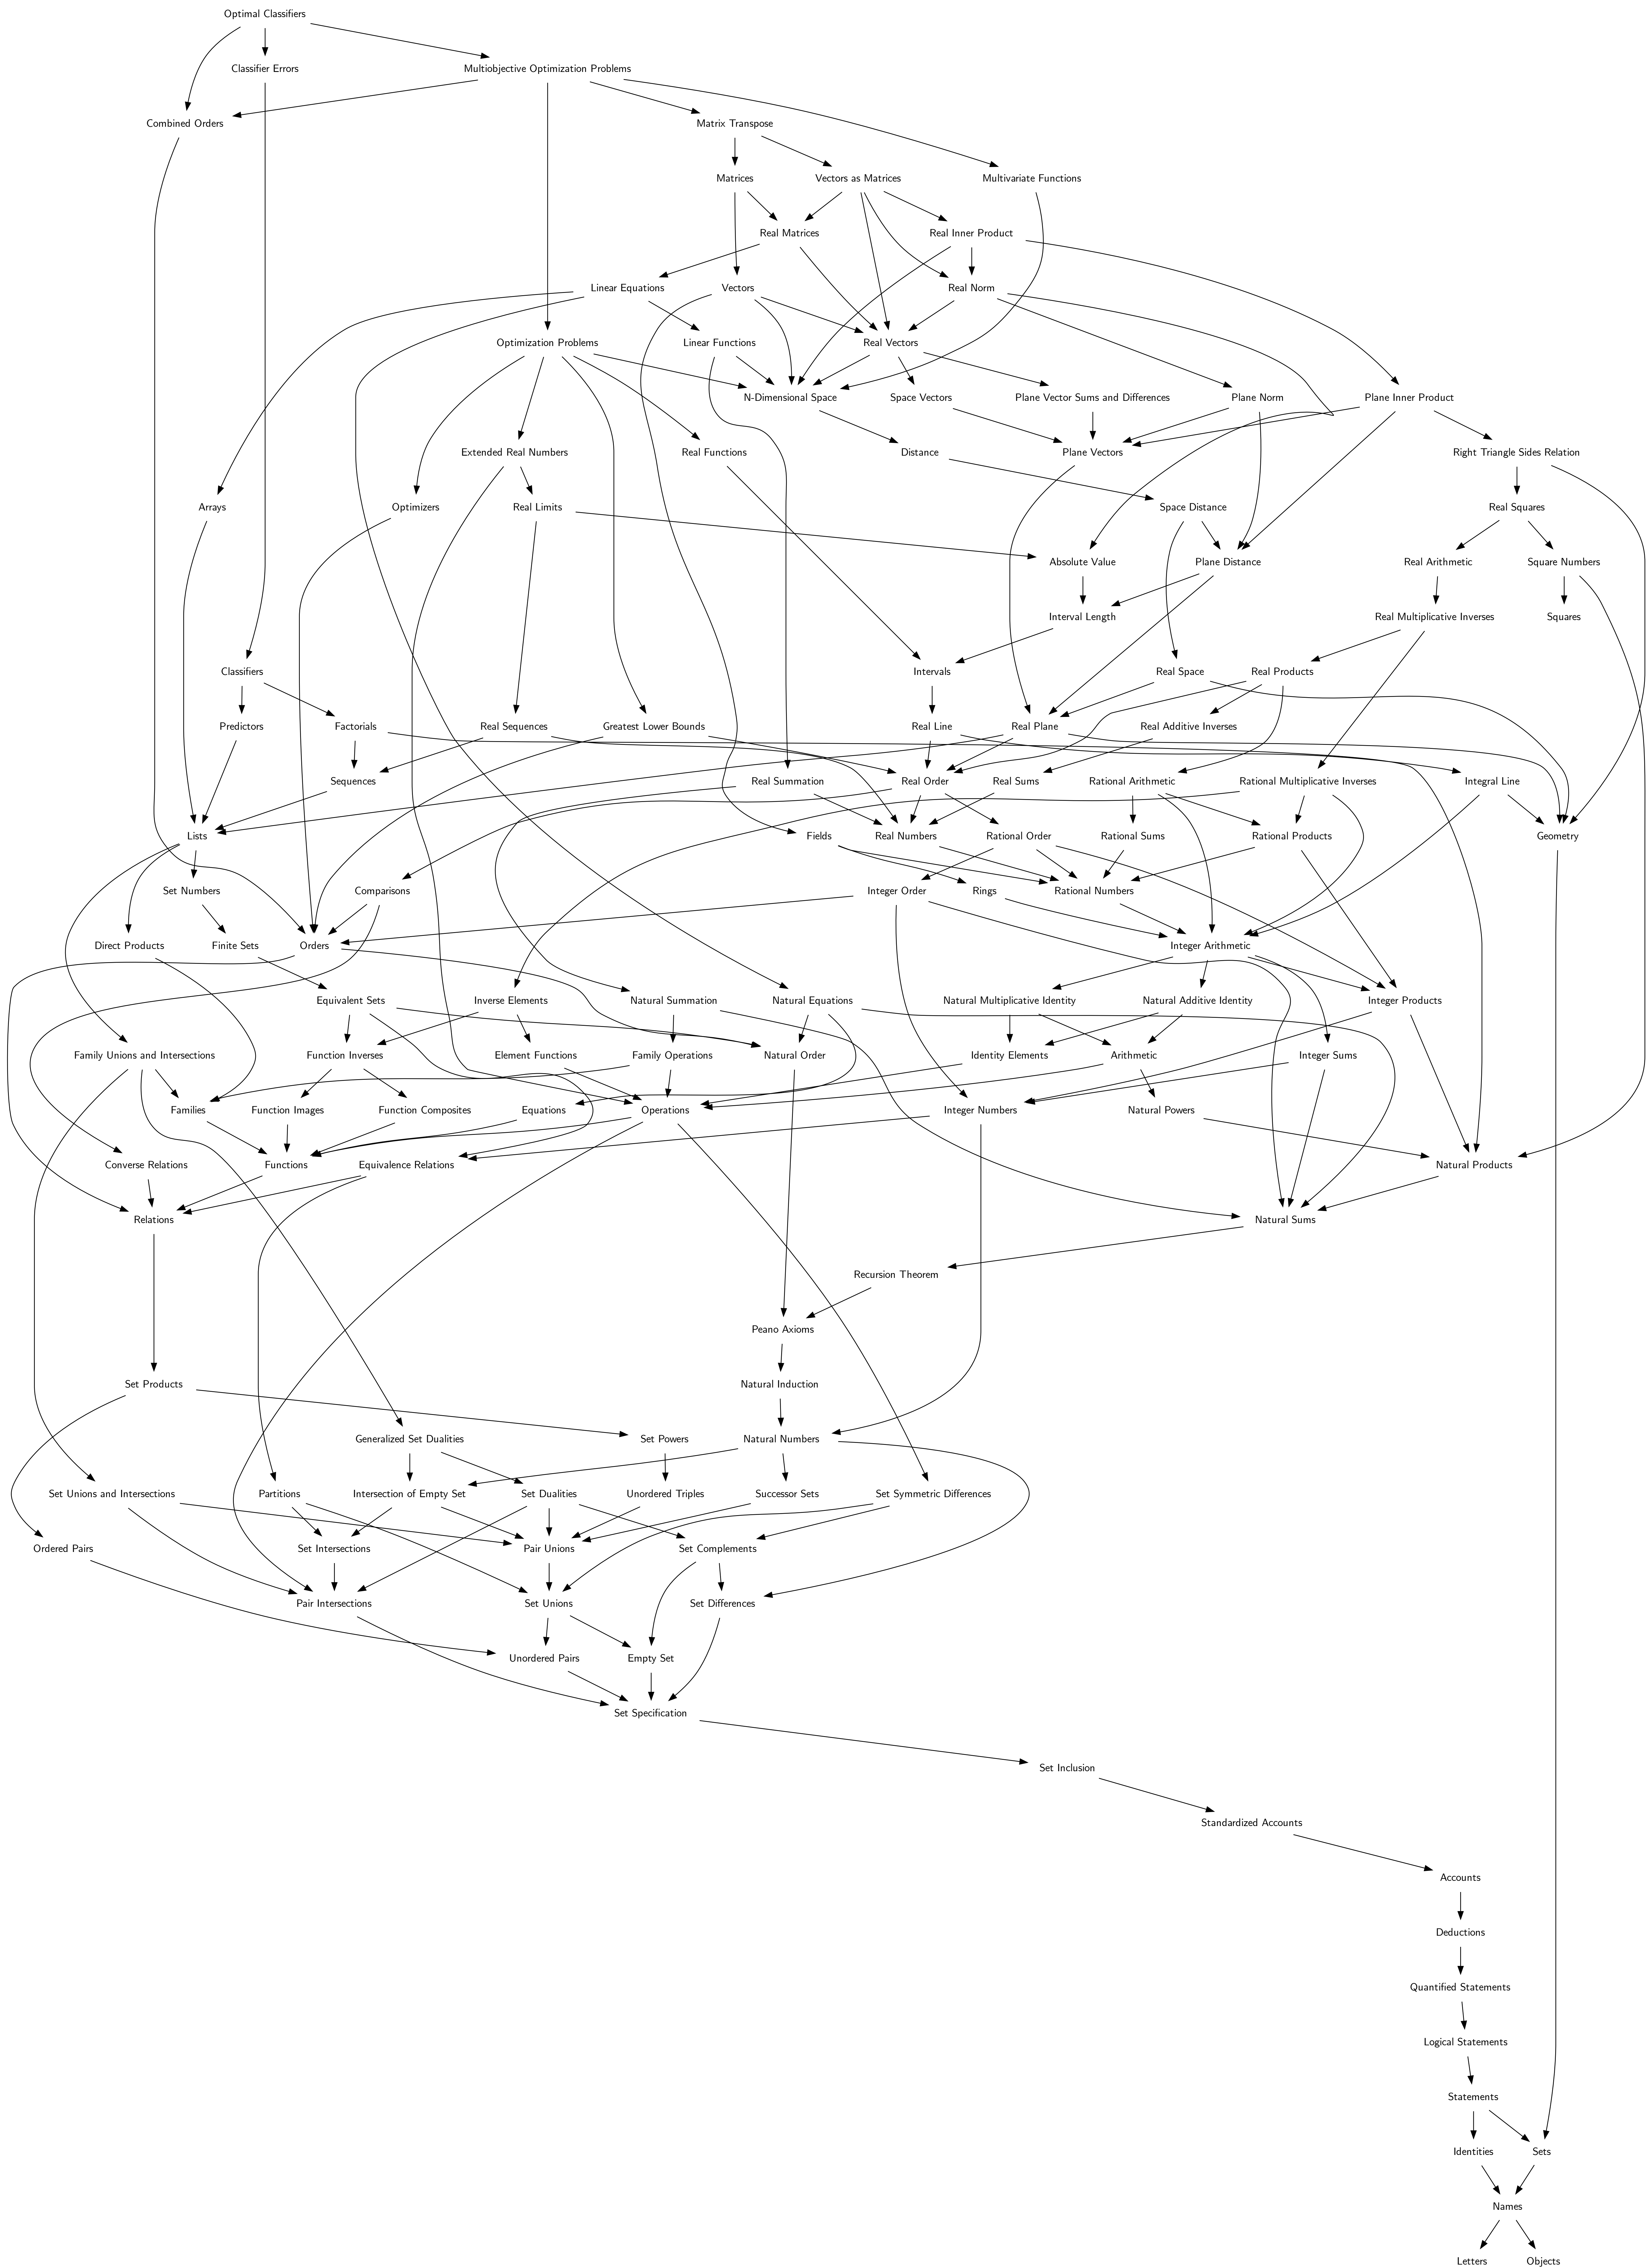 Optimal Classifiers
Classifier Errors
Multiobjective Optimization Problems
Combined Orders
Matrix Transpose
Matrices
Vectors as Matrices
Multivariate Functions
Real Matrices
Real Inner Product
Linear Equations
Vectors
Real Norm
Optimization Problems
Linear Functions
Real Vectors
N-Dimensional Space
Space Vectors
Plane Vector Sums and Differences
Plane Norm
Plane Inner Product
Extended Real Numbers
Real Functions
Distance
Plane Vectors
Right Triangle Sides Relation
Arrays
Optimizers
Real Limits
Space Distance
Real Squares
Absolute Value
Plane Distance
Real Arithmetic
Square Numbers
Interval Length
Real Multiplicative Inverses
Squares
Classifiers
Intervals
Real Space
Real Products
Predictors
Factorials
Real Sequences
Greatest Lower Bounds
Real Line
Real Plane
Real Additive Inverses
Sequences
Real Summation
Real Order
Real Sums
Rational Arithmetic
Rational Multiplicative Inverses
Integral Line
Lists
Fields
Real Numbers
Rational Order
Rational Sums
Rational Products
Geometry
Set Numbers
Comparisons
Integer Order
Rings
Rational Numbers
Direct Products
Finite Sets
Orders
Integer Arithmetic
Equivalent Sets
Inverse Elements
Natural Summation
Natural Equations
Natural Multiplicative Identity
Natural Additive Identity
Integer Products
Family Unions and Intersections
Function Inverses
Element Functions
Family Operations
Natural Order
Identity Elements
Arithmetic
Integer Sums
Families
Function Images
Function Composites
Equations
Operations
Integer Numbers
Natural Powers
Converse Relations
Functions
Equivalence Relations
Natural Products
Relations
Natural Sums
Recursion Theorem
Peano Axioms
Set Products
Natural Induction
Generalized Set Dualities
Set Powers
Natural Numbers
Set Unions and Intersections
Partitions
Intersection of Empty Set
Set Dualities
Unordered Triples
Successor Sets
Set Symmetric Differences
Ordered Pairs
Set Intersections
Pair Unions
Set Complements
Pair Intersections
Set Unions
Set Differences
Unordered Pairs
Empty Set
Set Specification
Set Inclusion
Standardized Accounts
Accounts
Deductions
Quantified Statements
Logical Statements
Statements
Identities
Sets
Names
Letters
Objects